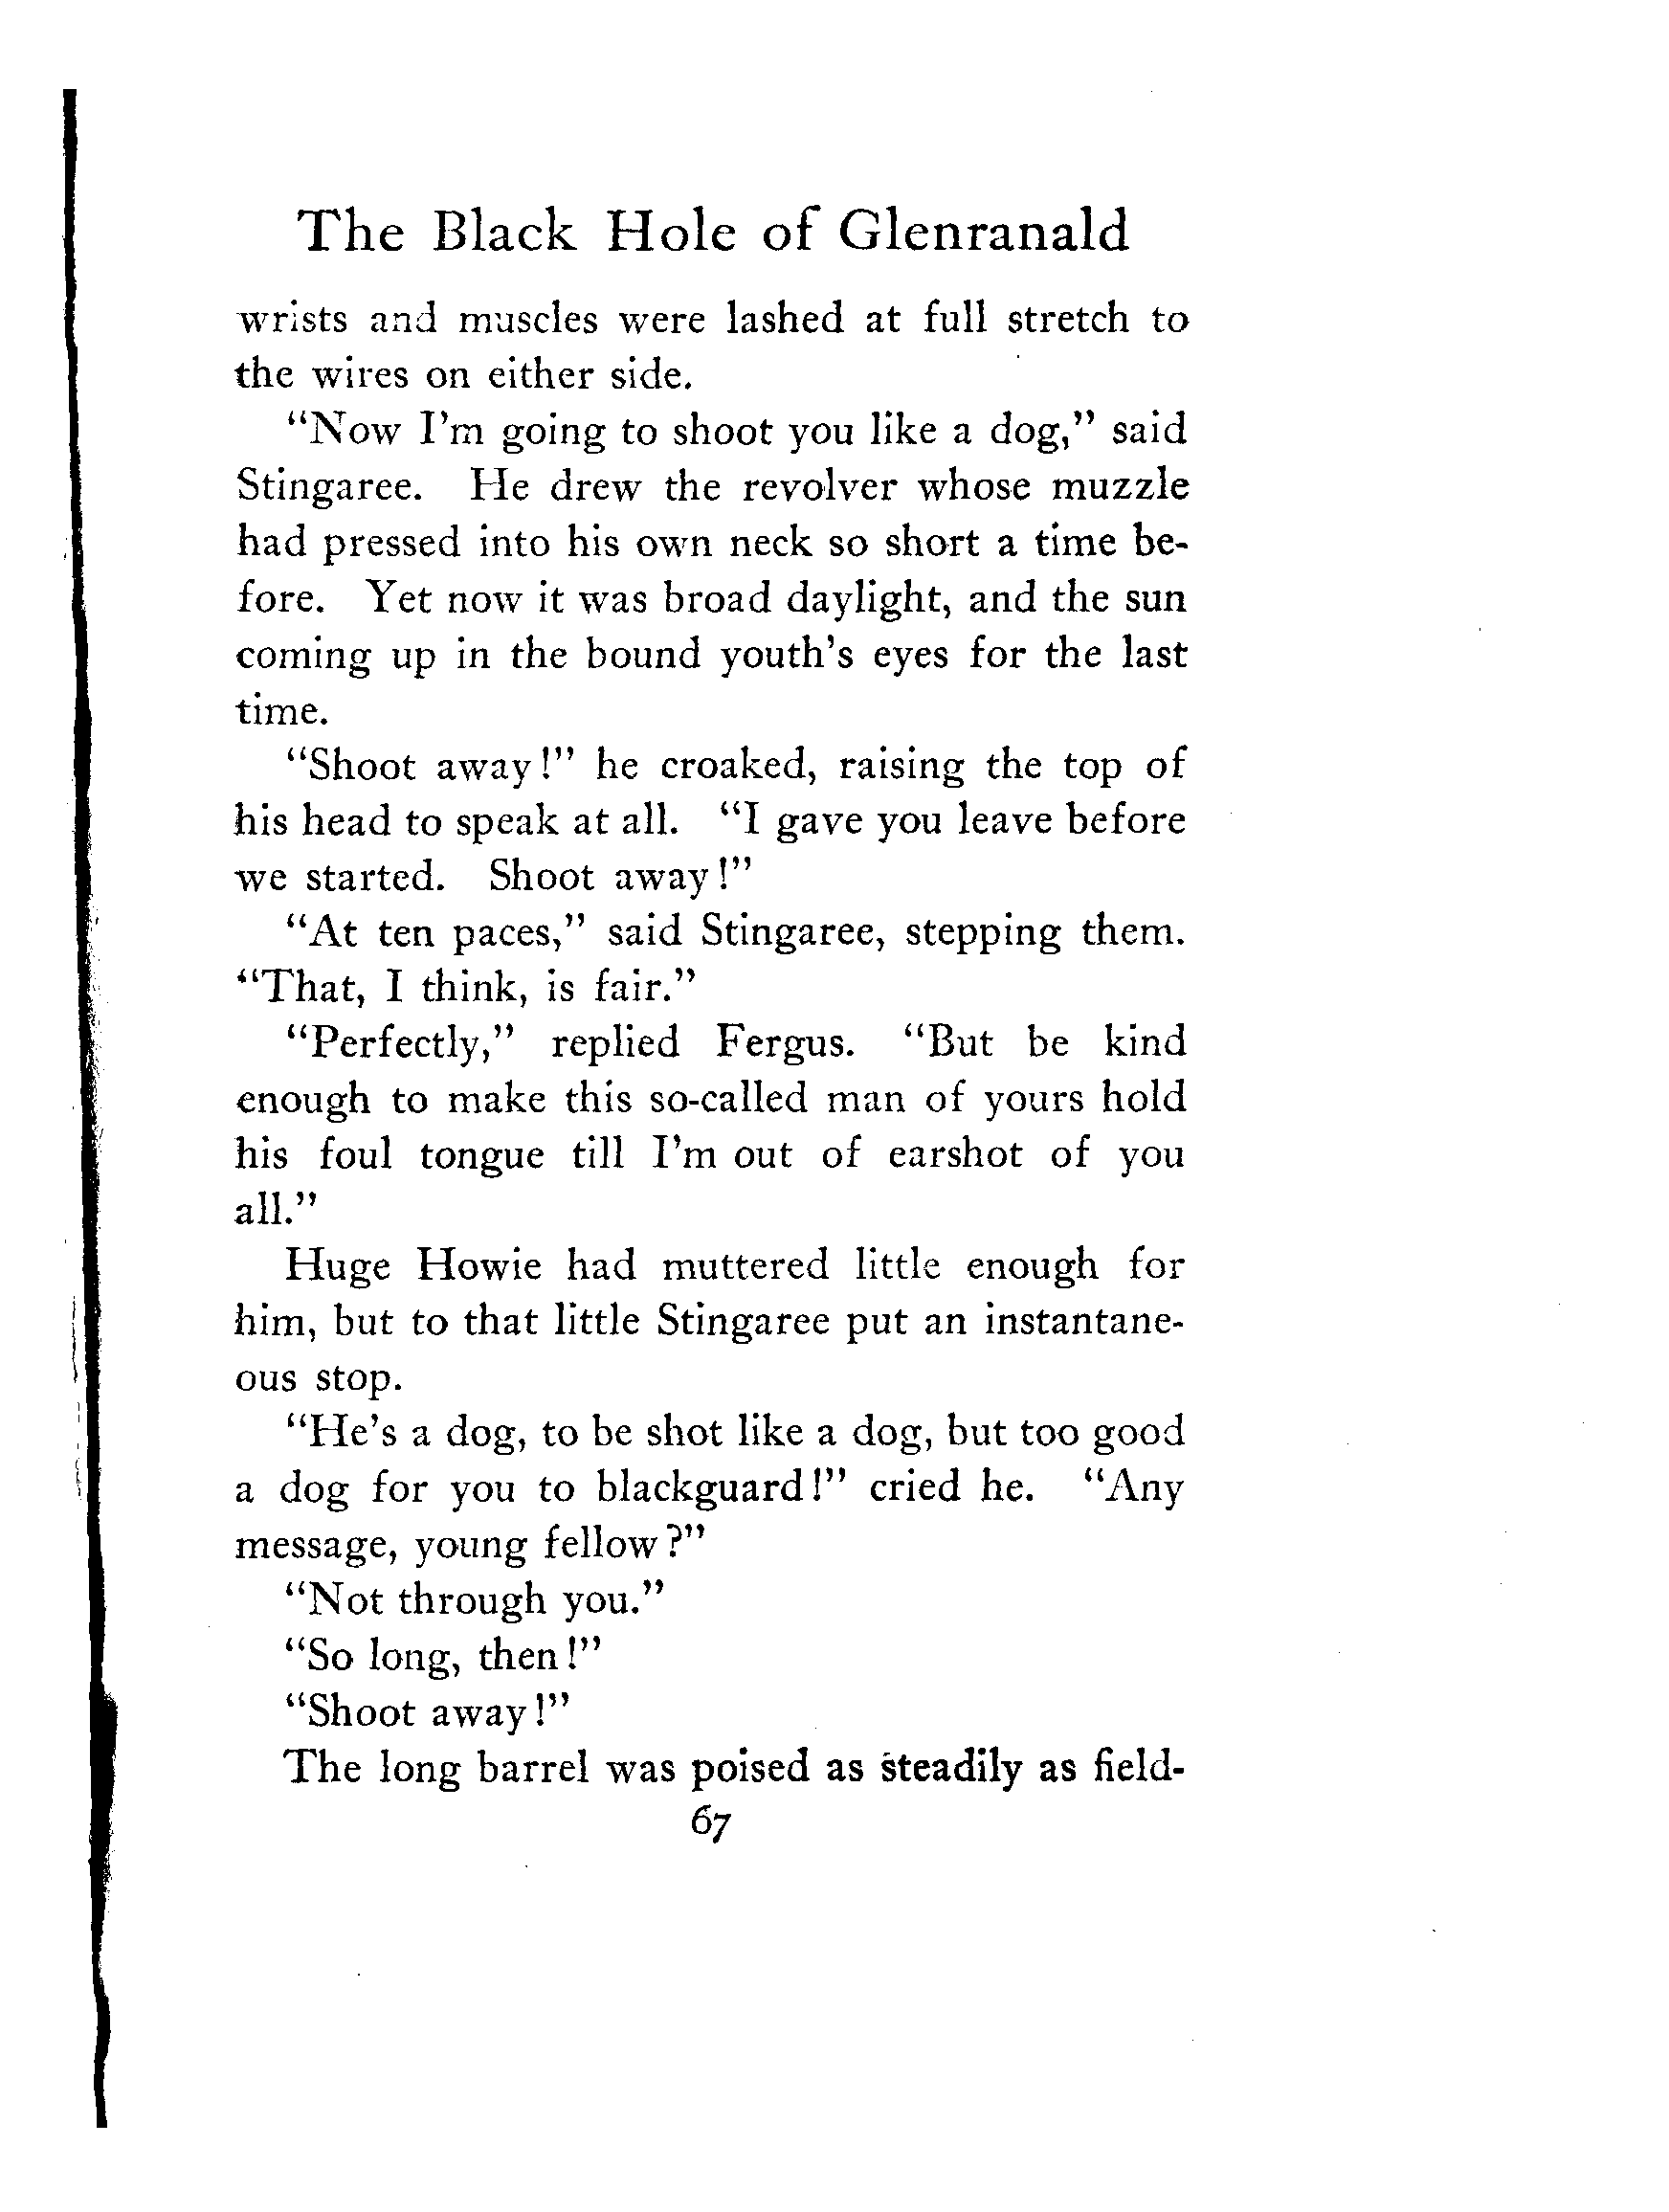 The Black Hole of Glenranald
wrists and muscles were lashed at full stretch to
the wires on either side.
"Now I'm going to shoot you like a dog," said
Stingaree. He drew the revolver whose muzzle
had pressed into his own neck so short a time be-
fore. Yet now it was broad daylight, and the sun
coming up in the bound youth's eyes for the last
time.
"Shoot away!" he croaked, raising the top of
his head to speak at all. "I gave you leave before
we started. Shoot away!"
"At ten paces," said Stingaree, stepping them.
"That, I think, is fair."
"Perfectly," replied Fergus. "But be kind
enough to make this so-called man of yours hold
his foul tongue till I'm out of earshot of you
all."
Huge Howie had muttered little enough for
him, but to that little Stingaree put an instantane-
ous stop.
"He's a dog, to be shot like a dog, but too good
a dog for you to blackguard!" cried he. "Any
message, young fellow?"
"Not through you."
"So long, then!"
"Shoot away!"
The long barrel was poised as steadily as field-
67